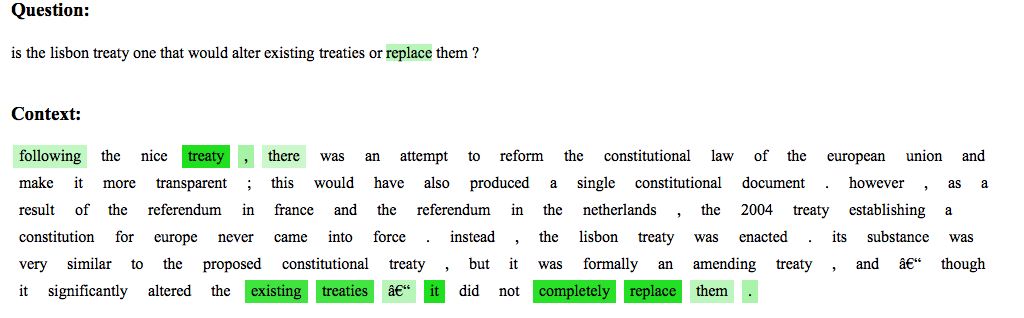 Question:
is the lisbon treaty one that would alter existing treaties or replace them ?
Context:
following the nice treaty , there was an attempt to reform the constitutional law of the european union and
make it more transparent ; this would have also produced a single constitutional document . however , as a
result of the referendum in france and the referendum in the netherlands , the 2004 treaty establishing a
constitution for europe never came into force . instead , the lisbon treaty was enacted . its substance was
very similar to the proposed constitutional treaty , but it was formally an amending treaty , and â€“ though
it significantly altered the existing treaties â€“ it did not completely replace them .